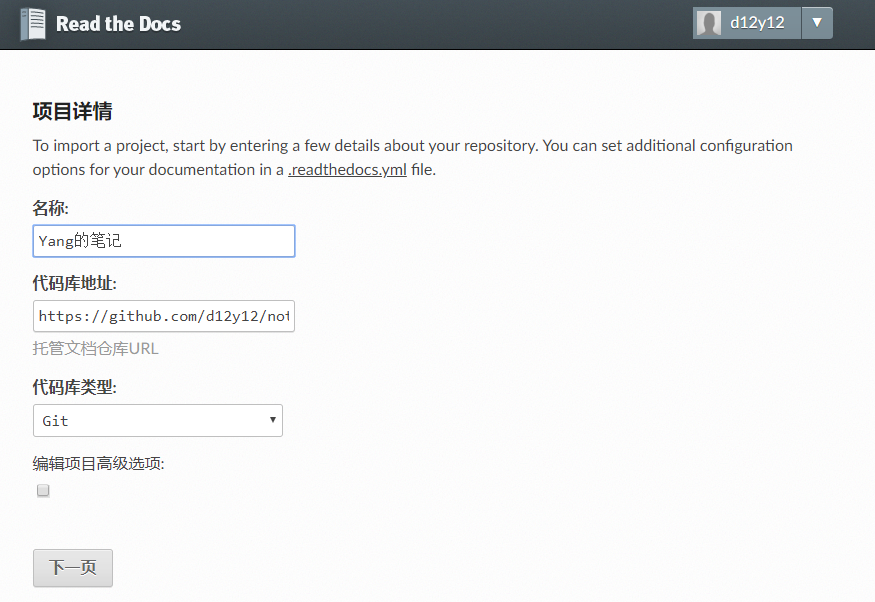 Read the Docs
d12y12
项目详情
To import a project, start by entering a few details about your repository. You can set additional configuration
options for your documentation in a .readthedocs.yml file.
名称:
Yang的笔记
代码库地址:
https://github.com/d12y12/not
托管文档仓库URL
代码库类型:
Git
编辑项目高级选项:
下一页